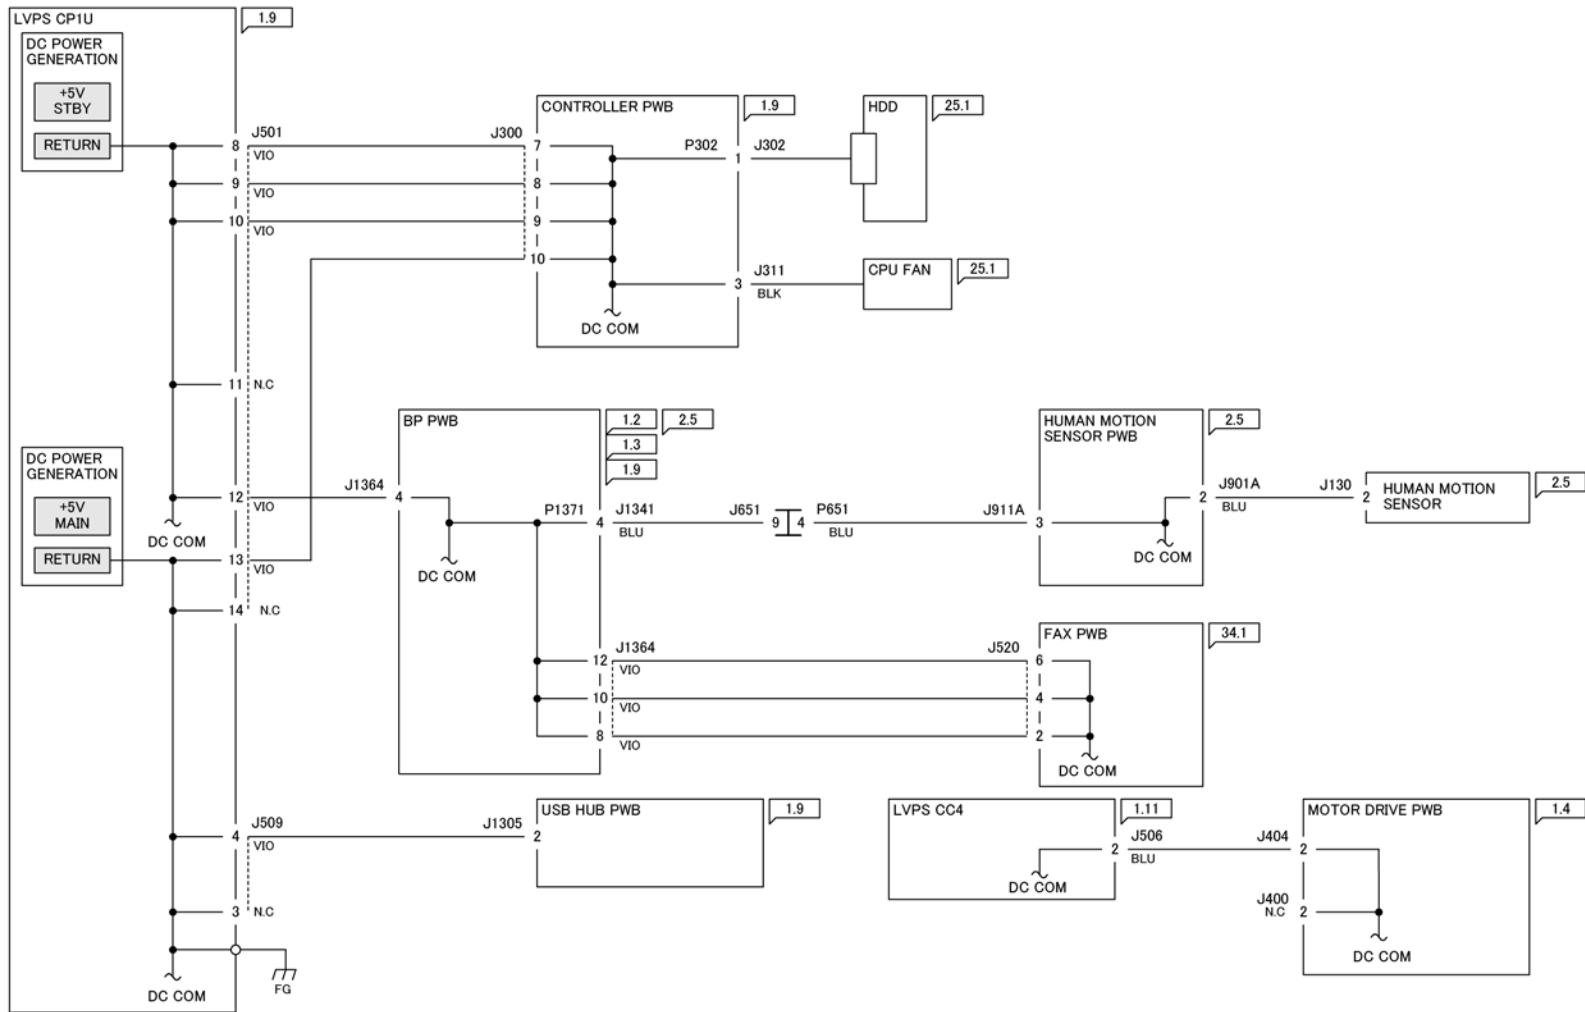 LVPS CP1U
1.9
DC POWER
GENERATION
+5V
STBY
RETURN
8
J501
VIO
9
VIO
10
VIO
11
N.C
12
VIO
DC COM
DC POWER
GENERATION
+5V
MAIN
RETURN
13
VIO
14
N.C
4
J509
VIO
3
N.C
FG
DC COM
CONTROLLER PWB
1.9
J300
7
8
9
10
P302
1
J302
3
J311
BLK
DC COM
HDD
25.1
CPU FAN
25.1
BP PWB
1.2
2.5
1.3
1.9
J1364
4
DC COM
P1371
4
J1341
BLU
J651
9
4
P651
BLU
J911A
3
HUMAN MOTION
SENSOR PWB
2.5
DC COM
2
J901A
BLU
J130
2
HUMAN MOTION
SENSOR
2.5
12
J1364
VIO
10
VIO
8
VIO
J520
6
4
2
FAX PWB
34.1
DC COM
J1305
2
USB HUB PWB
1.9
LVPS CC4
1.11
DC COM
2
J506
BLU
J404
2
J400
N.C
2
MOTOR DRIVE PWB
1.4
DC COM